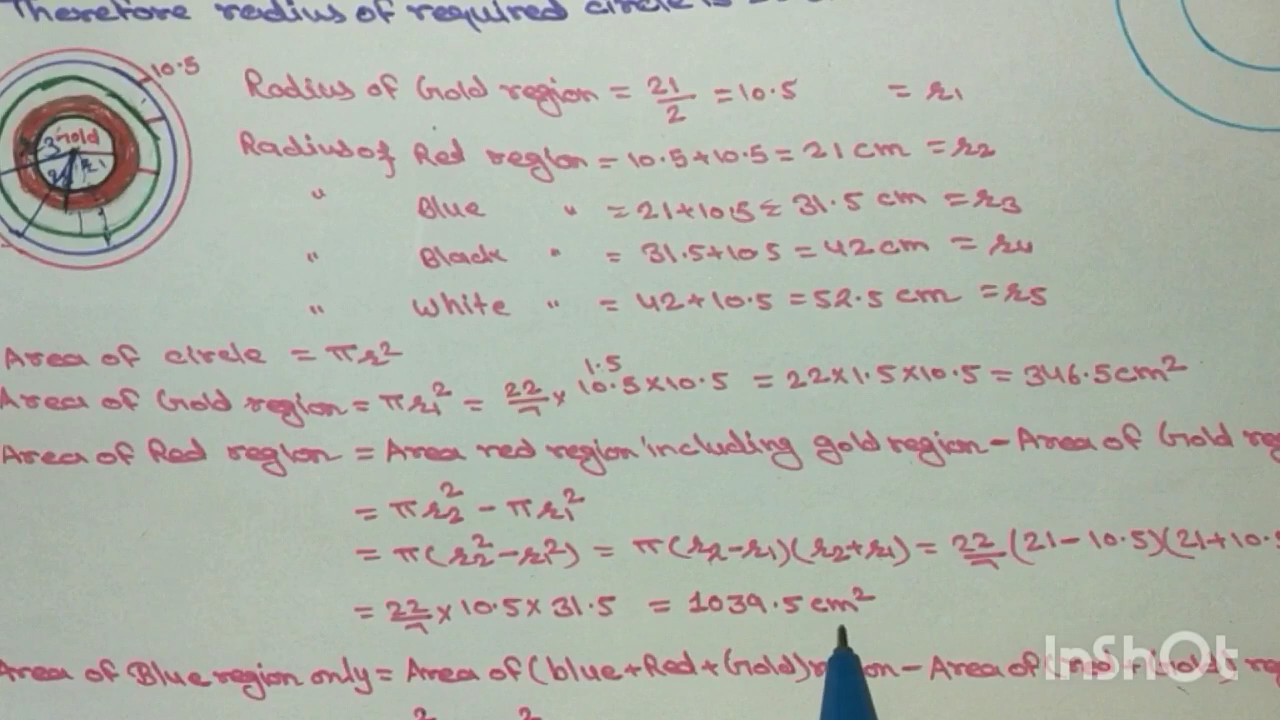 Therefore radius of required circle is
10.5
Gold
Radius of Gold region = 21/2 = 10.5 = r1
Radius of Red region = 10.5+10.5 = 21 cm = r2
" Blue " = 21+10.5 = 31.5 cm = r3
" Black " = 31.5+10.5 = 42 cm = r4
" White " = 42+10.5 = 52.5 cm = r5
Area of circle = πr²
1.5
Area of Gold region = πr1² = 22/7 × 10.5×10.5 = 22×1.5×10.5 = 346.5 cm²
Area of Red region = Area red region including gold region - Area of Gold
= πr2² - πr1²
= π(r2²-r1²) = π(r2-r1)(r2+r1) = 22/7 (21-10.5)(21+10.5
= 22/7 × 10.5 × 31.5 = 1039.5 cm²
Area of Blue region only = Area of (blue+Red+Gold) region - Area of (red+Gold)
InShOt